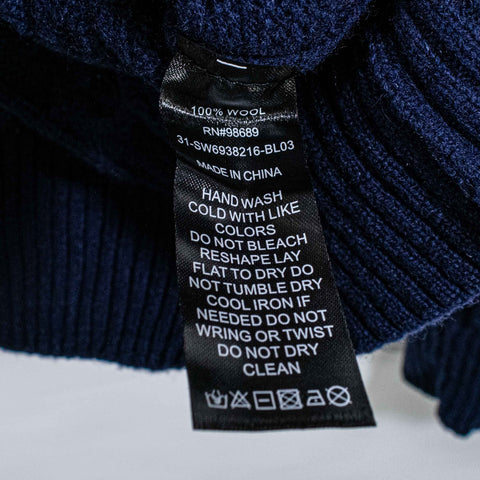 100% WOOL
RN#98689
31-SW6938216-BL03
MADE IN CHINA
HAND WASH
COLD WITH LIKE
COLORS
DO NOT BLEACH
RESHAPE LAY
FLAT TO DRY DO
NOT TUMBLE DRY
COOL IRON IF
NEEDED DO NOT
WRING OR TWIST
DO NOT DRY
CLEAN